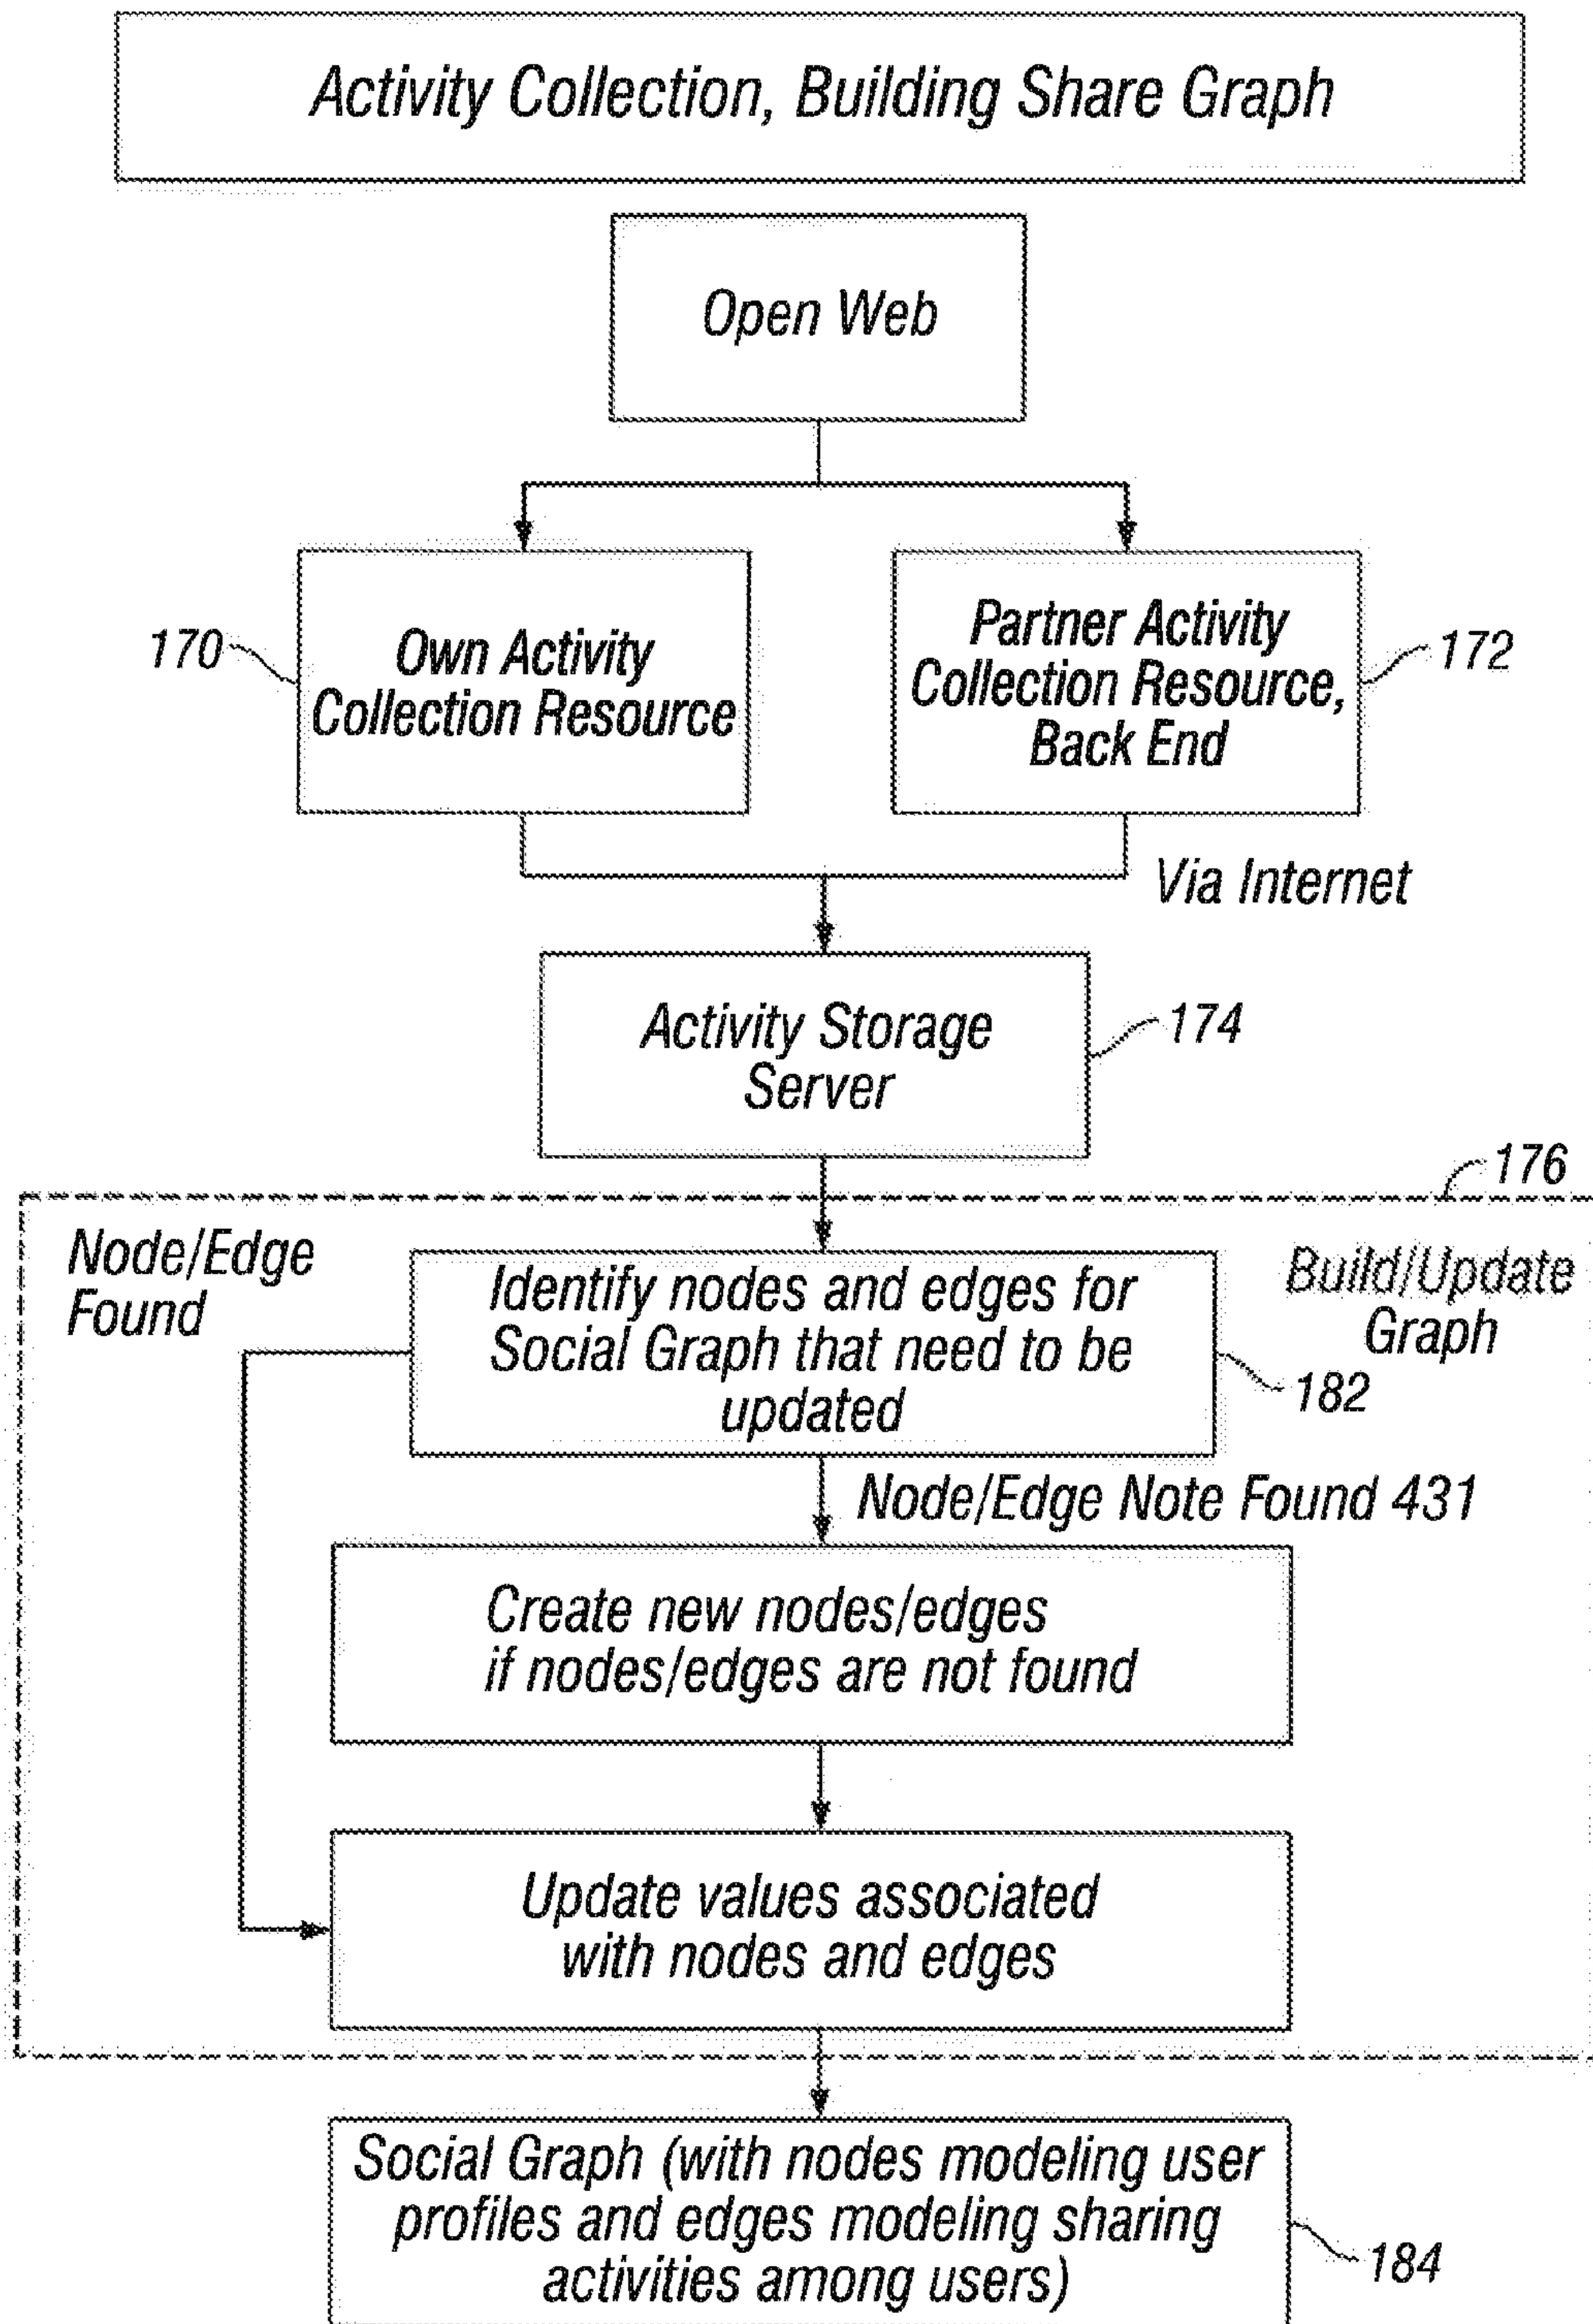 Activity Collection, Building Share Graph
Open Web
170
Own Activity
Collection Resource
Partner Activity
Collection Resource,
Back End
172
Via Internet
Activity Storage
Server
174
176
Node/Edge
Found
Identify nodes and edges for
Social Graph that need to be
updated
Build/Update
Graph
182
Node/Edge Note Found 431
Create new nodes/edges
if nodes/edges are not found
Update values associated
with nodes and edges
Social Graph (with nodes modeling user
profiles and edges modeling sharing
activities among users)
184